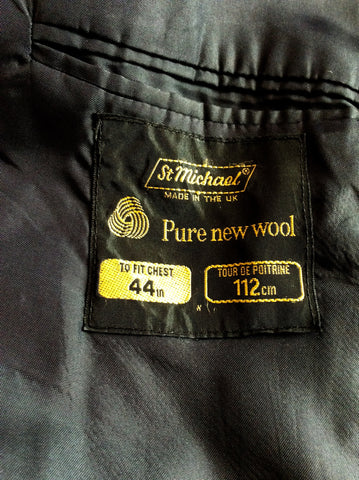 St Michael®
MADE IN THE UK
Pure new wool
TO FIT CHEST
44in
TOUR DE POITRINE
112cm